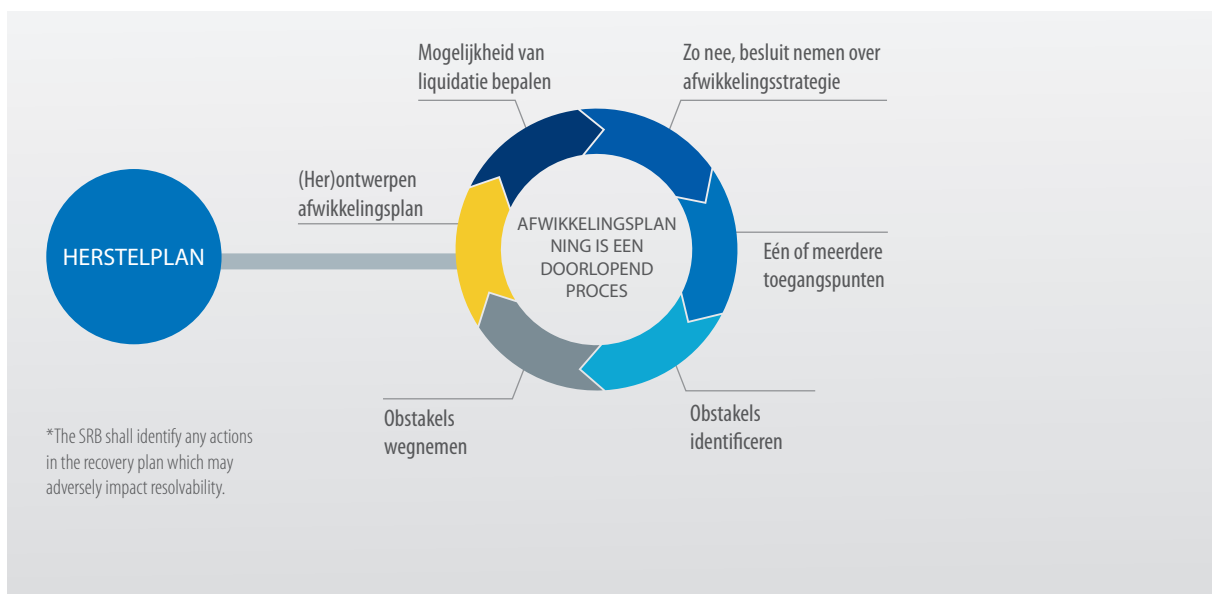 Mogelijkheid van
liquidatie bepalen
Zo nee, besluit nemen over
afwikkelingsstrategie
(Her)ontwerpen
afwikkelingsplan
HERSTELPLAN
AFWIKKELINGSPLAN
NING IS EEN
DOORLOPEND
PROCES
Eén of meerdere
toegangspunten
Obstakels
wegnemen
Obstakels
identificeren
*The SRB shall identify any actions
in the recovery plan which may
adversely impact resolvability.